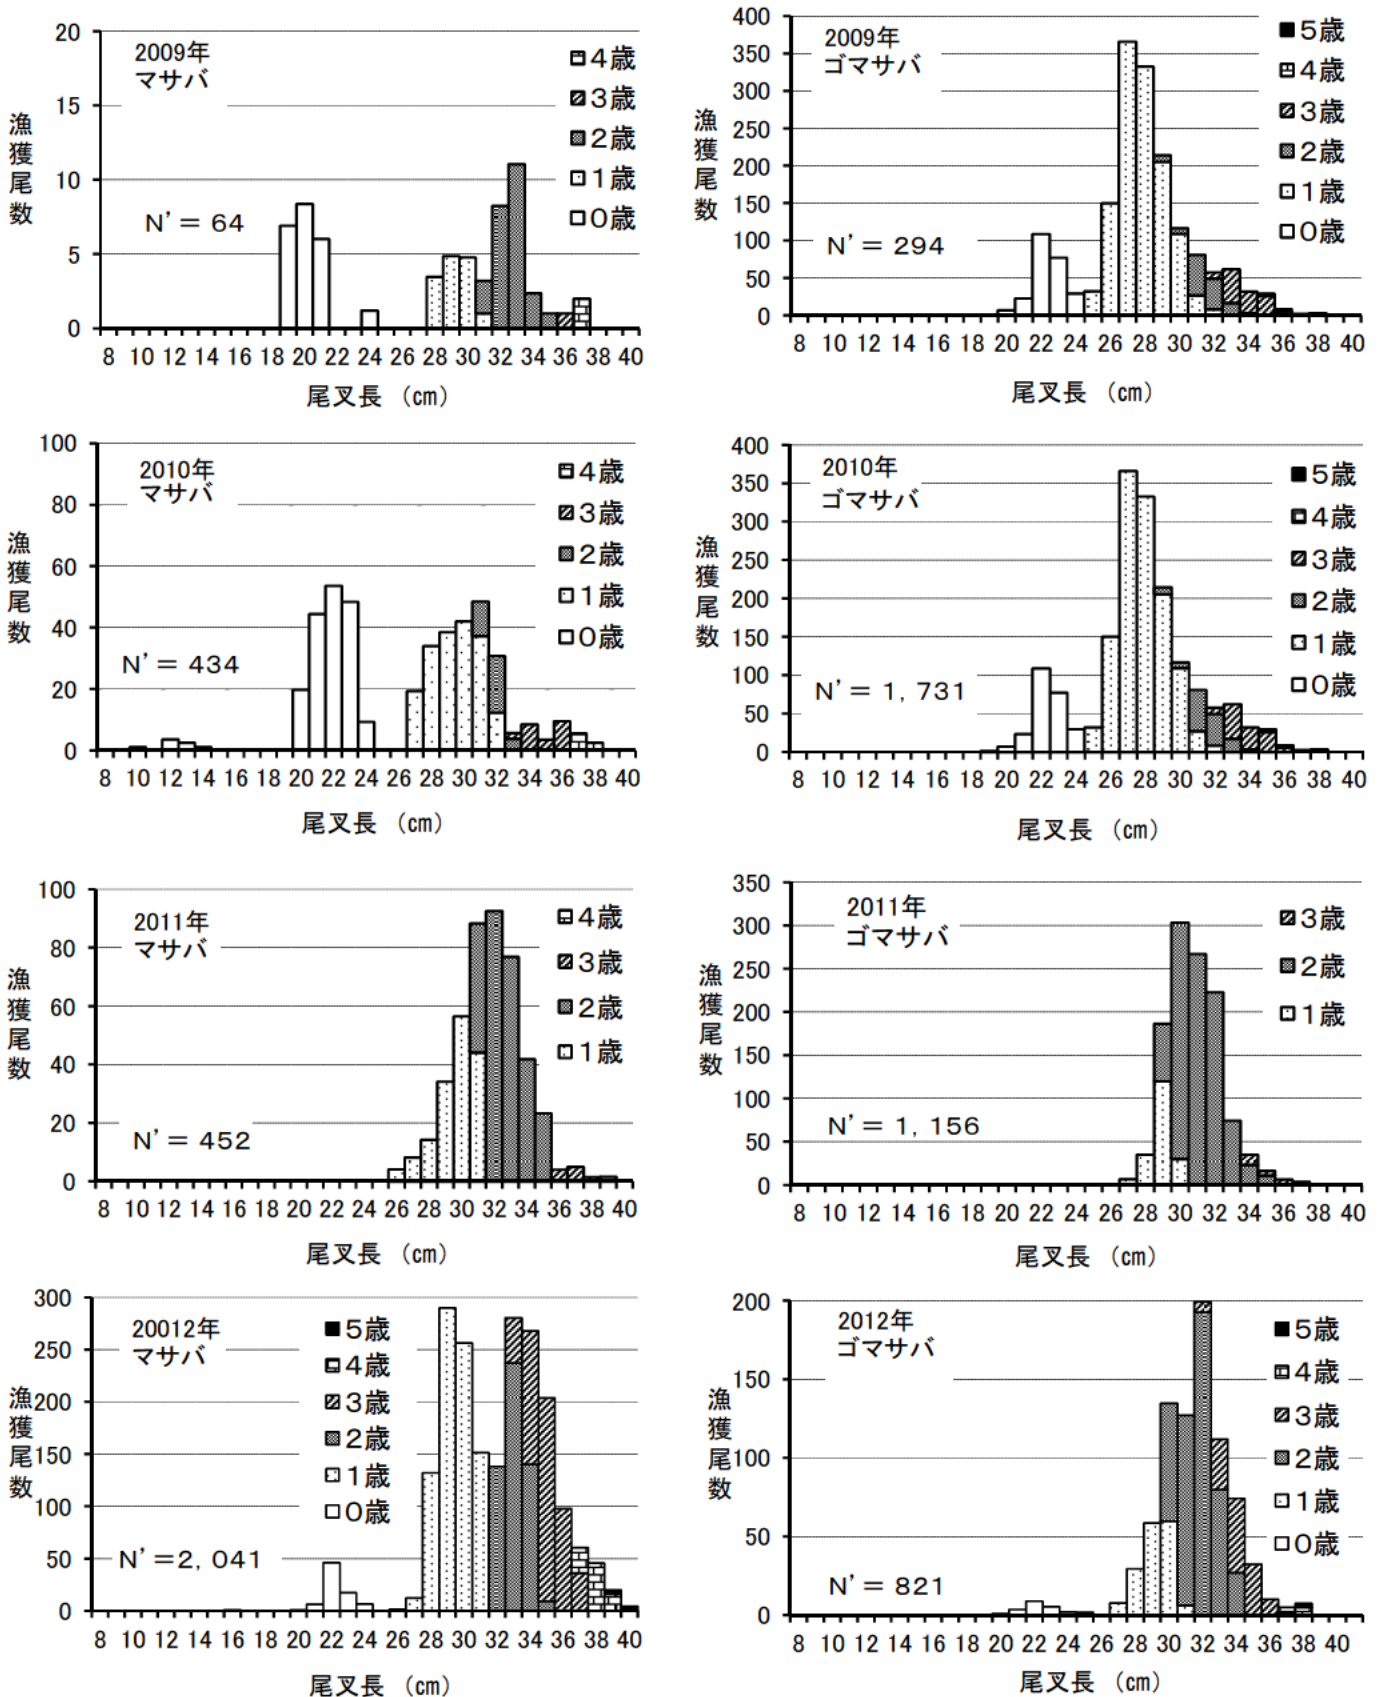 20
15
10
5
0
漁獲尾数
2009年
マサバ
N’＝ 64
4歳
3歳
2歳
1歳
0歳
8 10 12 14 16 18 20 22 24 26 28 30 32 34 36 38 40
尾叉長 （㎝）
400
350
300
250
200
150
100
50
0
漁獲尾数
2009年
ゴマサバ
N’＝ 294
5歳
4歳
3歳
2歳
1歳
0歳
8 10 12 14 16 18 20 22 24 26 28 30 32 34 36 38 40
尾叉長 （㎝）
100
80
60
40
20
0
漁獲尾数
2010年
マサバ
N’＝ 434
4歳
3歳
2歳
1歳
0歳
8 10 12 14 16 18 20 22 24 26 28 30 32 34 36 38 40
尾叉長 （㎝）
400
350
300
250
200
150
100
50
0
漁獲尾数
2010年
ゴマサバ
N’＝ 1, 731
5歳
4歳
3歳
2歳
1歳
0歳
8 10 12 14 16 18 20 22 24 26 28 30 32 34 36 38 40
尾叉長 （㎝）
100
80
60
40
20
0
漁獲尾数
2011年
マサバ
N’＝ 452
4歳
3歳
2歳
1歳
8 10 12 14 16 18 20 22 24 26 28 30 32 34 36 38 40
尾叉長 （㎝）
350
300
250
200
150
100
50
0
漁獲尾数
2011年
ゴマサバ
N’＝ 1, 156
3歳
2歳
1歳
8 10 12 14 16 18 20 22 24 26 28 30 32 34 36 38 40
尾叉長 （㎝）
300
250
200
150
100
50
0
漁獲尾数
20012年
マサバ
N’＝2, 041
5歳
4歳
3歳
2歳
1歳
0歳
8 10 12 14 16 18 20 22 24 26 28 30 32 34 36 38 40
尾叉長 （㎝）
200
150
100
50
0
漁獲尾数
2012年
ゴマサバ
N’＝ 821
5歳
4歳
3歳
2歳
1歳
0歳
8 10 12 14 16 18 20 22 24 26 28 30 32 34 36 38 40
尾叉長 （㎝）